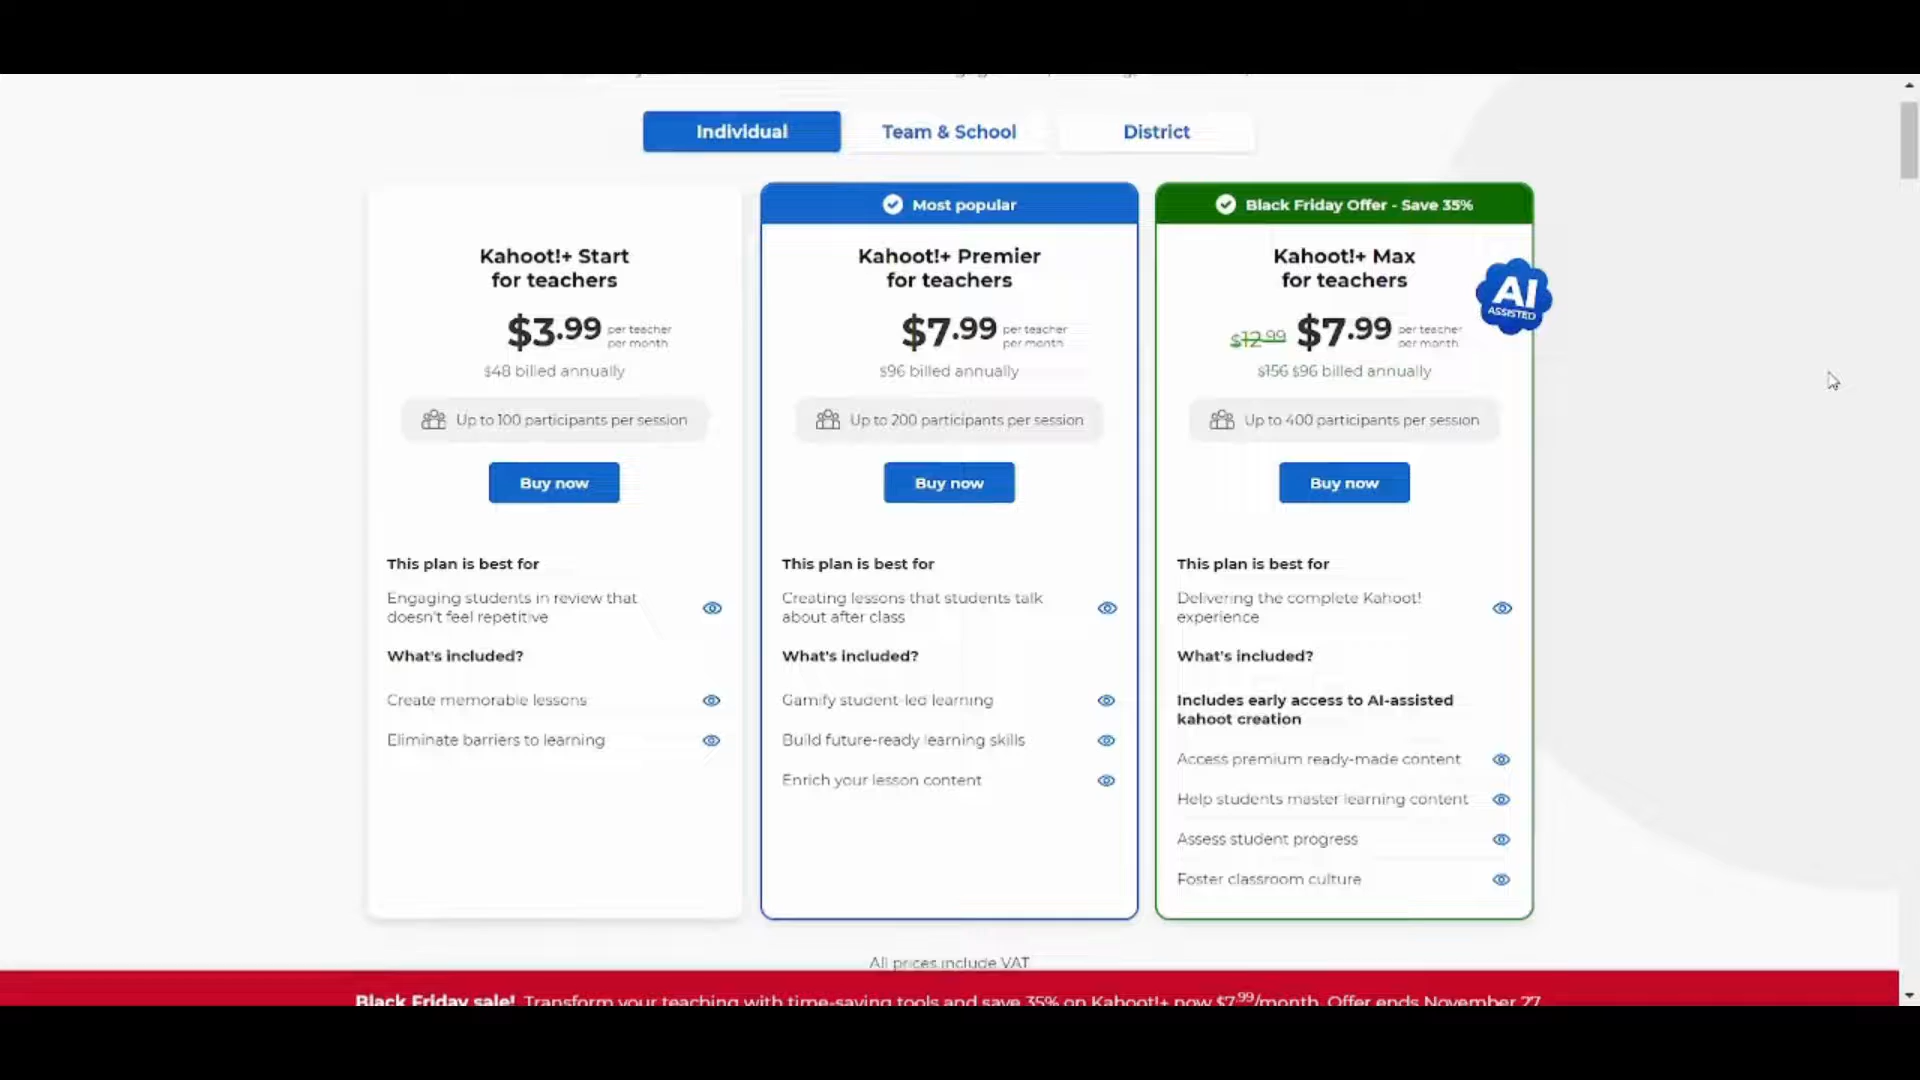 Individual
Team & School
District
Most popular
Black Friday Offer - Save 35%
Kahoot!+ Start
for teachers
$3.99 per teacher
per month
$48 billed annually
Up to 100 participants per session
Buy now
This plan is best for
Engaging students in review that
doesn't feel repetitive
What's included?
Create memorable lessons
Eliminate barriers to learning
Kahoot!+ Premier
for teachers
$7.99 per teacher
per month
$96 billed annually
Up to 200 participants per session
Buy now
This plan is best for
Creating lessons that students talk
about after class
What's included?
Gamify student-led learning
Build future-ready learning skills
Enrich your lesson content
Kahoot!+ Max
for teachers
AI
ASSISTED
$12.99 $7.99 per teacher
per month
$156 $96 billed annually
Up to 400 participants per session
Buy now
This plan is best for
Delivering the complete Kahoot!
experience
What's included?
Includes early access to AI-assisted
kahoot creation
Access premium ready-made content
Help students master learning content
Assess student progress
Foster classroom culture
All prices include VAT
Black Friday sale! Transform your teaching with time-saving tools and save 35% on Kahoot!+ now $7.99/month. Offer ends November 27